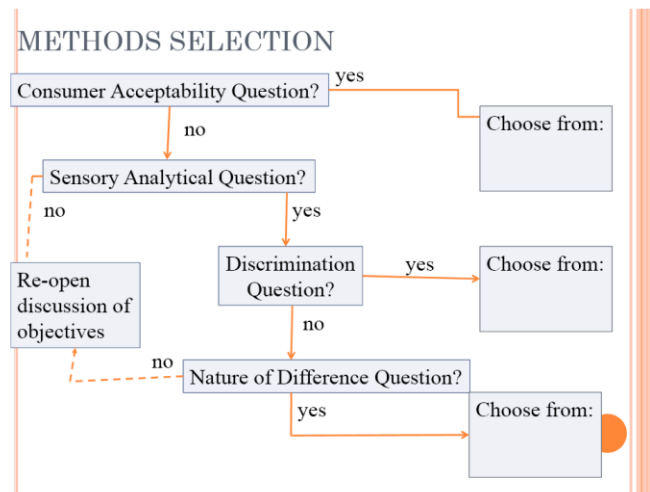 METHODS SELECTION
Consumer Acceptability Question?
yes
Choose from:
no
Sensory Analytical Question?
no
yes
Discrimination
Question?
yes
Choose from:
Re-open
discussion of
objectives
no
no
Nature of Difference Question?
yes
Choose from: